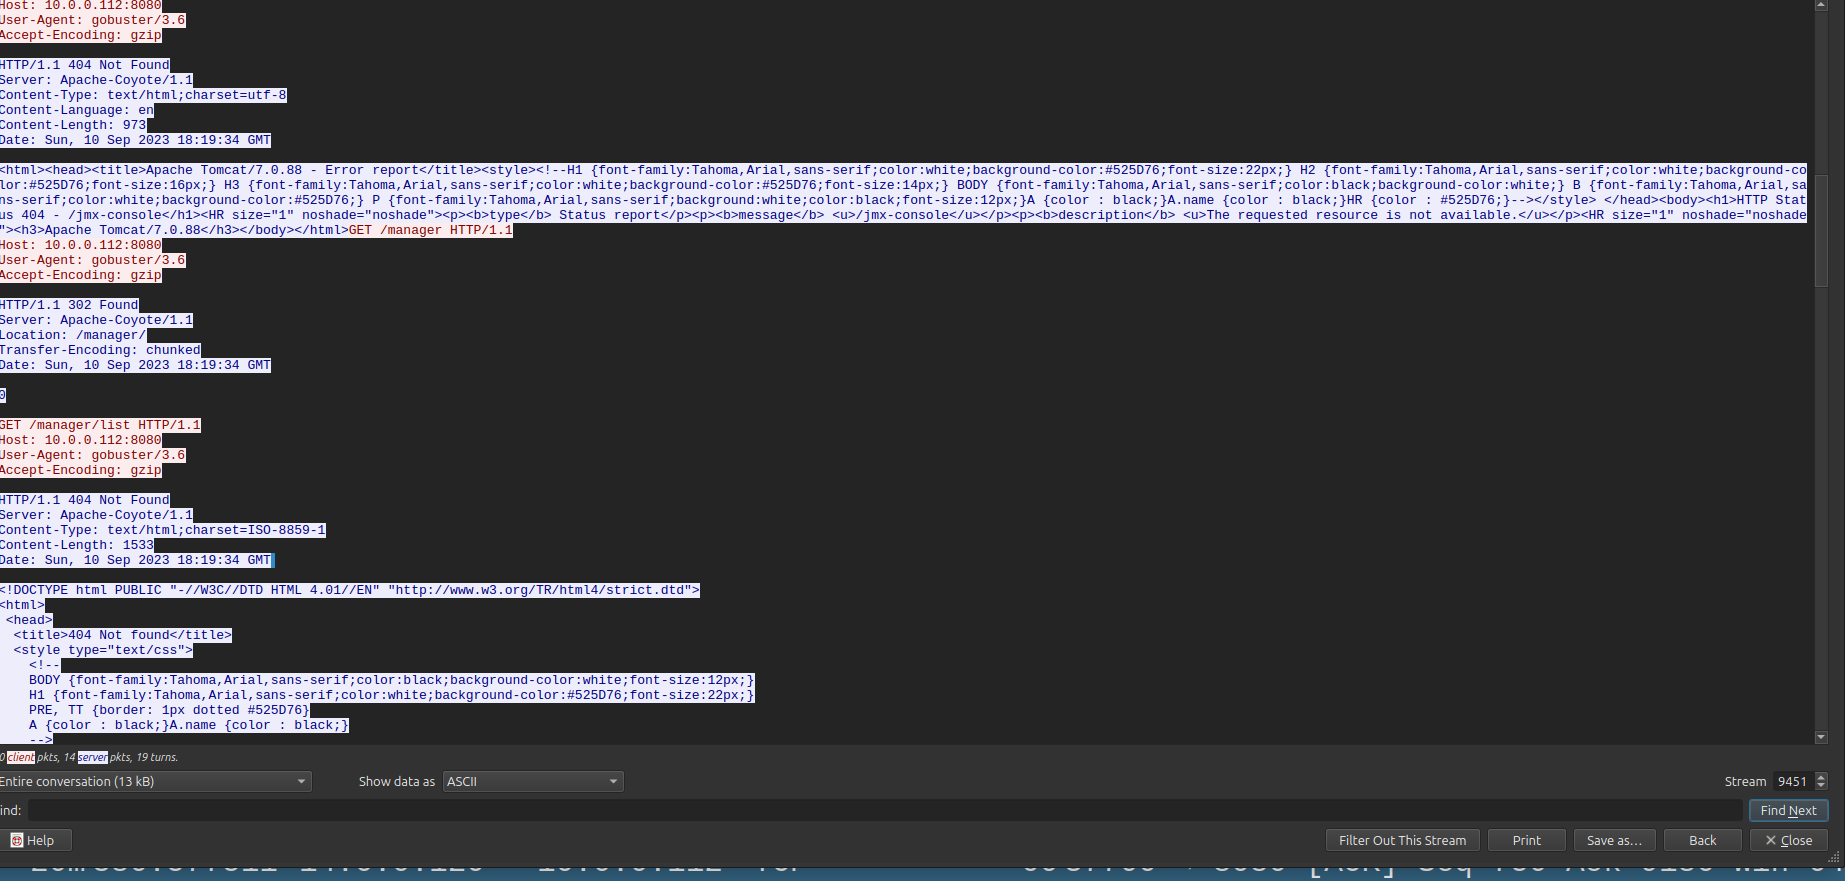 Host: 10.0.0.112:8080
User-Agent: gobuster/3.6
Accept-Encoding: gzip
HTTP/1.1 404 Not Found
Server: Apache-Coyote/1.1
Content-Type: text/html;charset=utf-8
Content-Language: en
Content-Length: 973
Date: Sun, 10 Sep 2023 18:19:34 GMT
<html><head><title>Apache Tomcat/7.0.88 - Error report</title><style><!--H1 {font-family:Tahoma,Arial,sans-serif;color:white;background-color:#525D76;font-size:22px;} H2 {font-family:Tahoma,Arial,sans-serif;color:white;background-co
lor:#525D76;font-size:16px;} H3 {font-family:Tahoma,Arial,sans-serif;color:white;background-color:#525D76;font-size:14px;} BODY {font-family:Tahoma,Arial,sans-serif;color:black;background-color:white;} B {font-family:Tahoma,Arial,sa
ns-serif;color:white;background-color:#525D76;} P {font-family:Tahoma,Arial,sans-serif;background:white;color:black;font-size:12px;}A {color : black;}A.name {color : black;}HR {color : #525D76;}--></style> </head><body><h1>HTTP Stat
us 404 - /jmx-console</h1><HR size="1" noshade="noshade"><p><b>type</b> Status report</p><p><b>message</b> <u>/jmx-console</u></p><p><b>description</b> <u>The requested resource is not available.</u></p><HR size="1" noshade="noshade
"><h3>Apache Tomcat/7.0.88</h3></body></html>GET /manager HTTP/1.1
Host: 10.0.0.112:8080
User-Agent: gobuster/3.6
Accept-Encoding: gzip
HTTP/1.1 302 Found
Server: Apache-Coyote/1.1
Location: /manager/
Transfer-Encoding: chunked
Date: Sun, 10 Sep 2023 18:19:34 GMT
0
GET /manager/list HTTP/1.1
Host: 10.0.0.112:8080
User-Agent: gobuster/3.6
Accept-Encoding: gzip
HTTP/1.1 404 Not Found
Server: Apache-Coyote/1.1
Content-Type: text/html;charset=ISO-8859-1
Content-Length: 1533
Date: Sun, 10 Sep 2023 18:19:34 GMT
<!DOCTYPE html PUBLIC "-//W3C//DTD HTML 4.01//EN" "http://www.w3.org/TR/html4/strict.dtd">
<html>
<head>
<title>404 Not found</title>
<style type="text/css">
<!--
BODY {font-family:Tahoma,Arial,sans-serif;color:black;background-color:white;font-size:12px;}
H1 {font-family:Tahoma,Arial,sans-serif;color:white;background-color:#525D76;font-size:22px;}
PRE, TT {border: 1px dotted #525D76}
A {color : black;}A.name {color : black;}
-->
0 client pkts, 14 server pkts, 19 turns.
Entire conversation (13 kB) Show data as ASCII Stream 9451
ind: Find Next
Help Filter Out This Stream Print Save as… Back Close